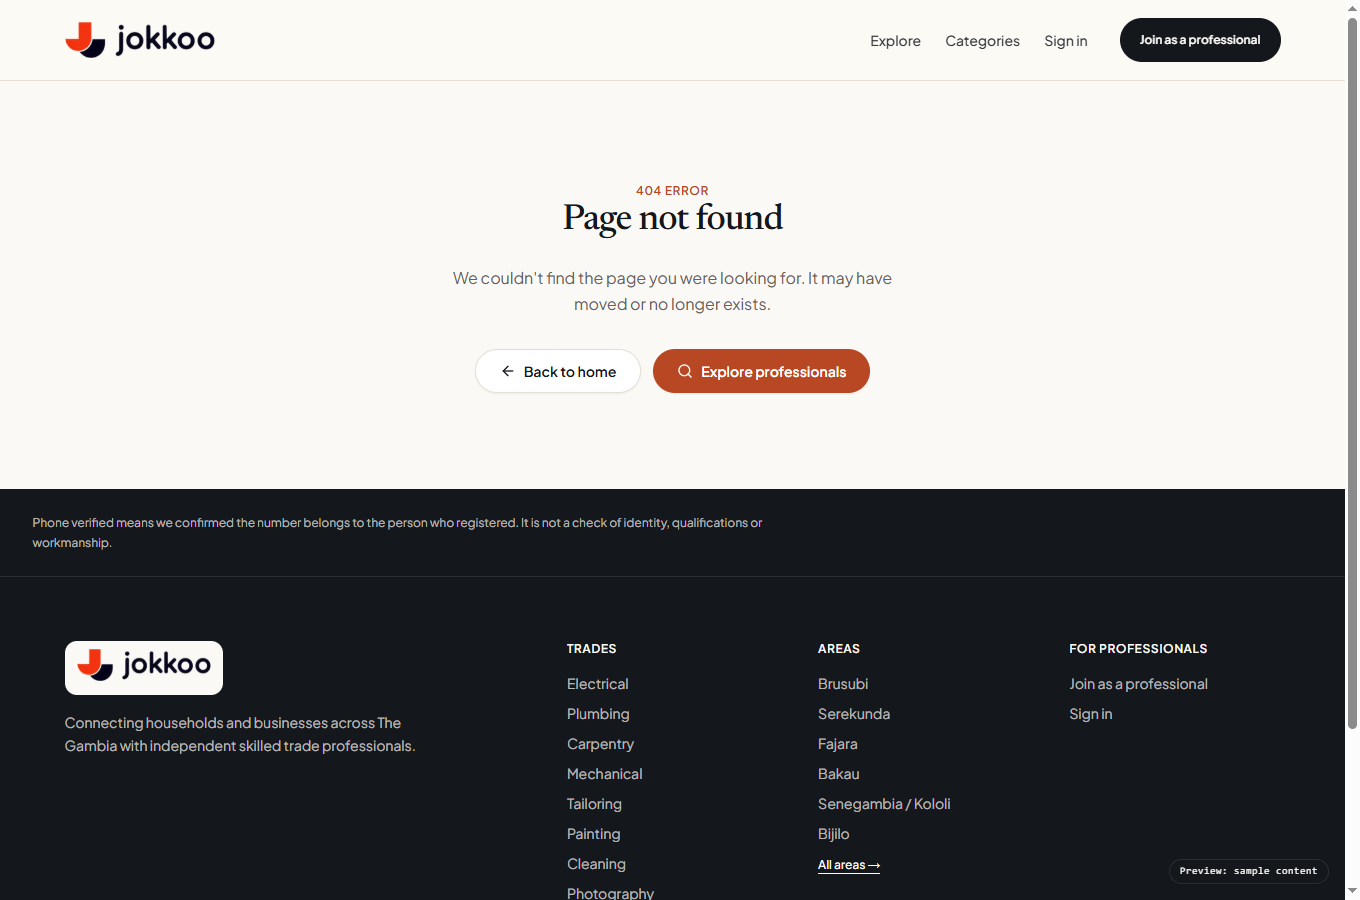 jokkoo
Explore
Categories
Sign in
Join as a professional
404 ERROR
Page not found
We couldn't find the page you were looking for. It may have
moved or no longer exists.
Back to home
Explore professionals
Phone verified means we confirmed the number belongs to the person who registered. It is not a check of identity, qualifications or
workmanship.
jokkoo
Connecting households and businesses across The
Gambia with independent skilled trade professionals.
TRADES
Electrical
Plumbing
Carpentry
Mechanical
Tailoring
Painting
Cleaning
Photography
AREAS
Brusubi
Serekunda
Fajara
Bakau
Senegambia / Kololi
Bijilo
All areas →
FOR PROFESSIONALS
Join as a professional
Sign in
Preview: sample content